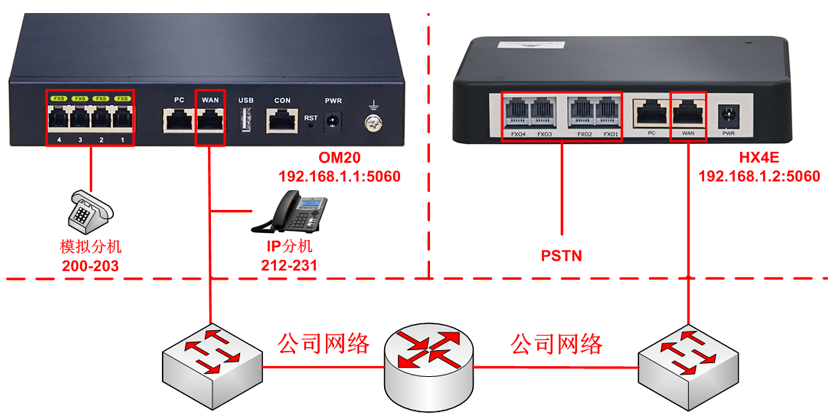 FXS FXS FXS FXS
4 3 2 1
PC WAN USB CON RST PWR
OM20
192.168.1.1:5060
模拟分机
200-203
IP分机
212-231
FXO4 FXO3 FXO2 FXO1 PC WAN PWR
HX4E
192.168.1.2:5060
PSTN
公司网络
公司网络